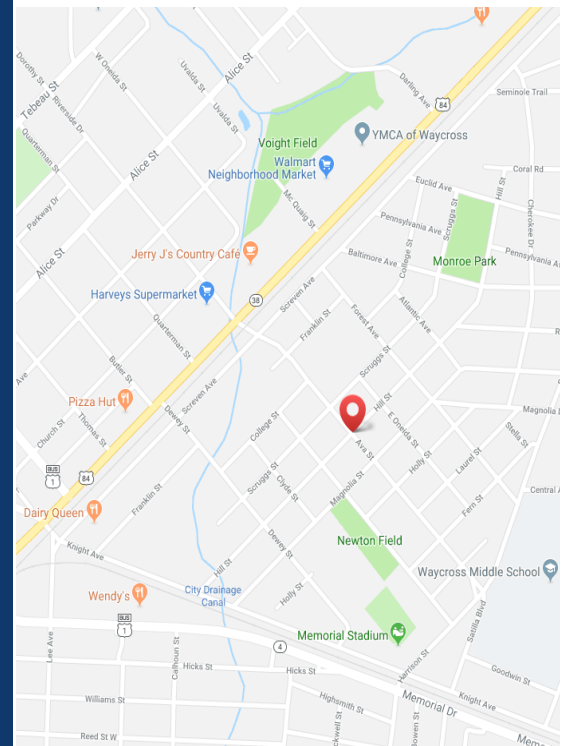 Dorothy St
W Oneida St
Riverside Dr
Tebeau St
Quarterman St
Uvalda St
Alice St
Uvalda St
Darling Ave
84
Seminole Trail
Voight Field
YMCA of Waycross
Walmart
Neighborhood Market
Alice St
Parkway Dr
Mc Quaig St
Coral Rd
Euclid Ave
Hill St
Scruggs St
Cherokee Dr
Pennsylvania Ave
College St
Pennsylvania A
Monroe Park
Baltimore Ave
Alice St
Jerry J's Country Café
Harveys Supermarket
38
Screven Ave
Franklin St
Forest Ave
Atlantic Ave
Quarterman St
Scruggs St
Butler St
Ave
Pizza Hut
Screven Ave
Dewey St
Hill St
E Oneida St
Magnolia
Church St
Thomas St
College St
Ava St
Holly St
Stella St
Laurel St
BUS
1
84
Scruggs St
Clyde St
Magnolia St
Franklin St
Fern St
Central
Dairy Queen
Dewey St
Newton Field
Knight Ave
Hill St
Waycross Middle School
City Drainage
Canal
Holly St
Wendy's
BUS
1
Satilla Blvd
Memorial Stadium
4
Lee Ave
Calhoun St
Hicks St
Hicks St
Harrison St
Goodwin St
Memorial Dr
Knight Ave
Williams St
Highsmith St
Reed St W
ckwell St
owen St
Mem